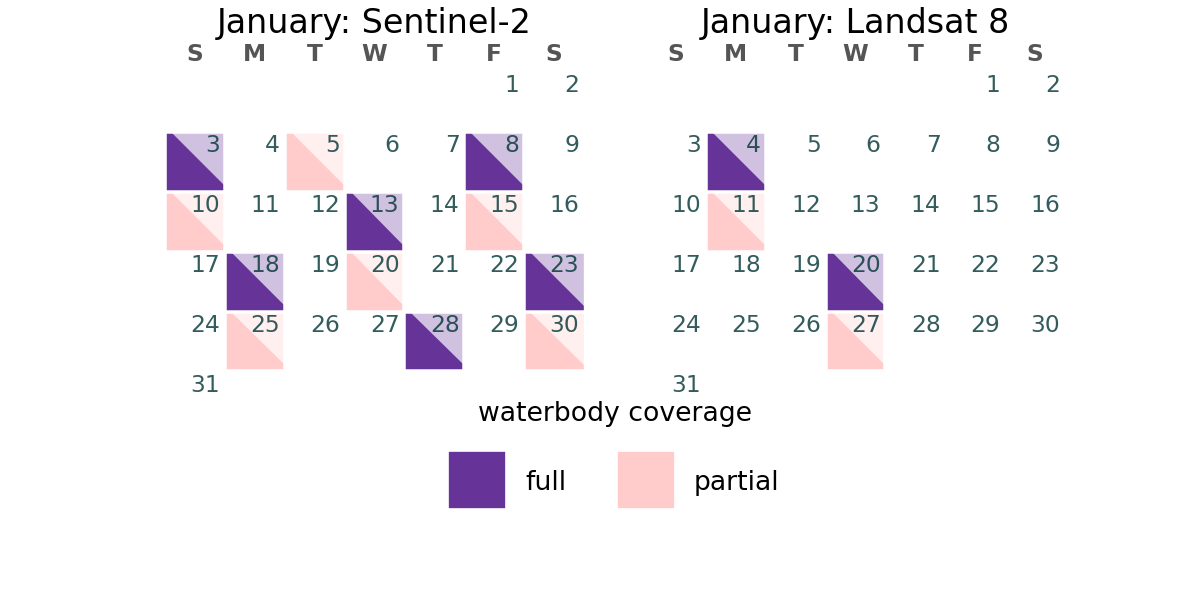 January: Sentinel-2
S M T W T F S
1 2
3 4 5 6 7 8 9
10 11 12 13 14 15 16
17 18 19 20 21 22 23
24 25 26 27 28 29 30
31
January: Landsat 8
S M T W T F S
1 2
3 4 5 6 7 8 9
10 11 12 13 14 15 16
17 18 19 20 21 22 23
24 25 26 27 28 29 30
31
waterbody coverage
full
partial